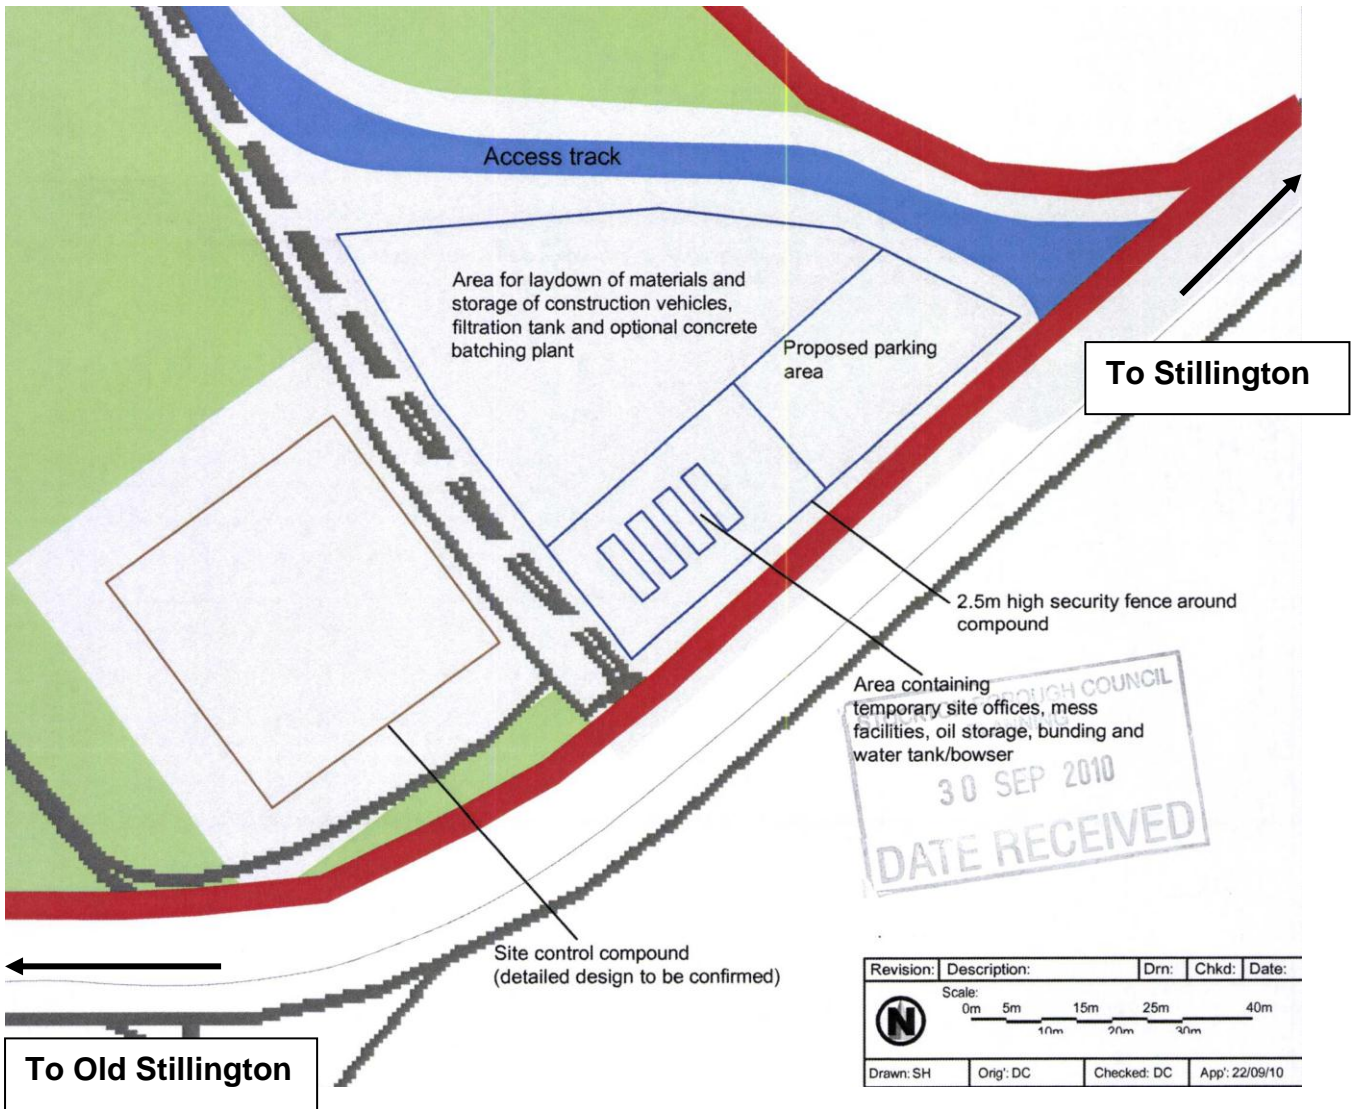 Access track
Area for laydown of materials and
storage of construction vehicles,
filtration tank and optional concrete
batching plant
Proposed parking
area
To Stillington
2.5m high security fence around
compound
Area containing
temporary site offices, mess
facilities, oil storage, bunding and
water tank/bowser
STOCKTON BOROUGH COUNCIL
PLANNING
30 SEP 2010
DATE RECEIVED
Site control compound
(detailed design to be confirmed)
To Old Stillington
Revision: Description: Drn: Chkd: Date:
N
Scale:
0m 5m 15m 25m 40m
10m 20m 30m
Drawn: SH Orig': DC Checked: DC App': 22/09/10